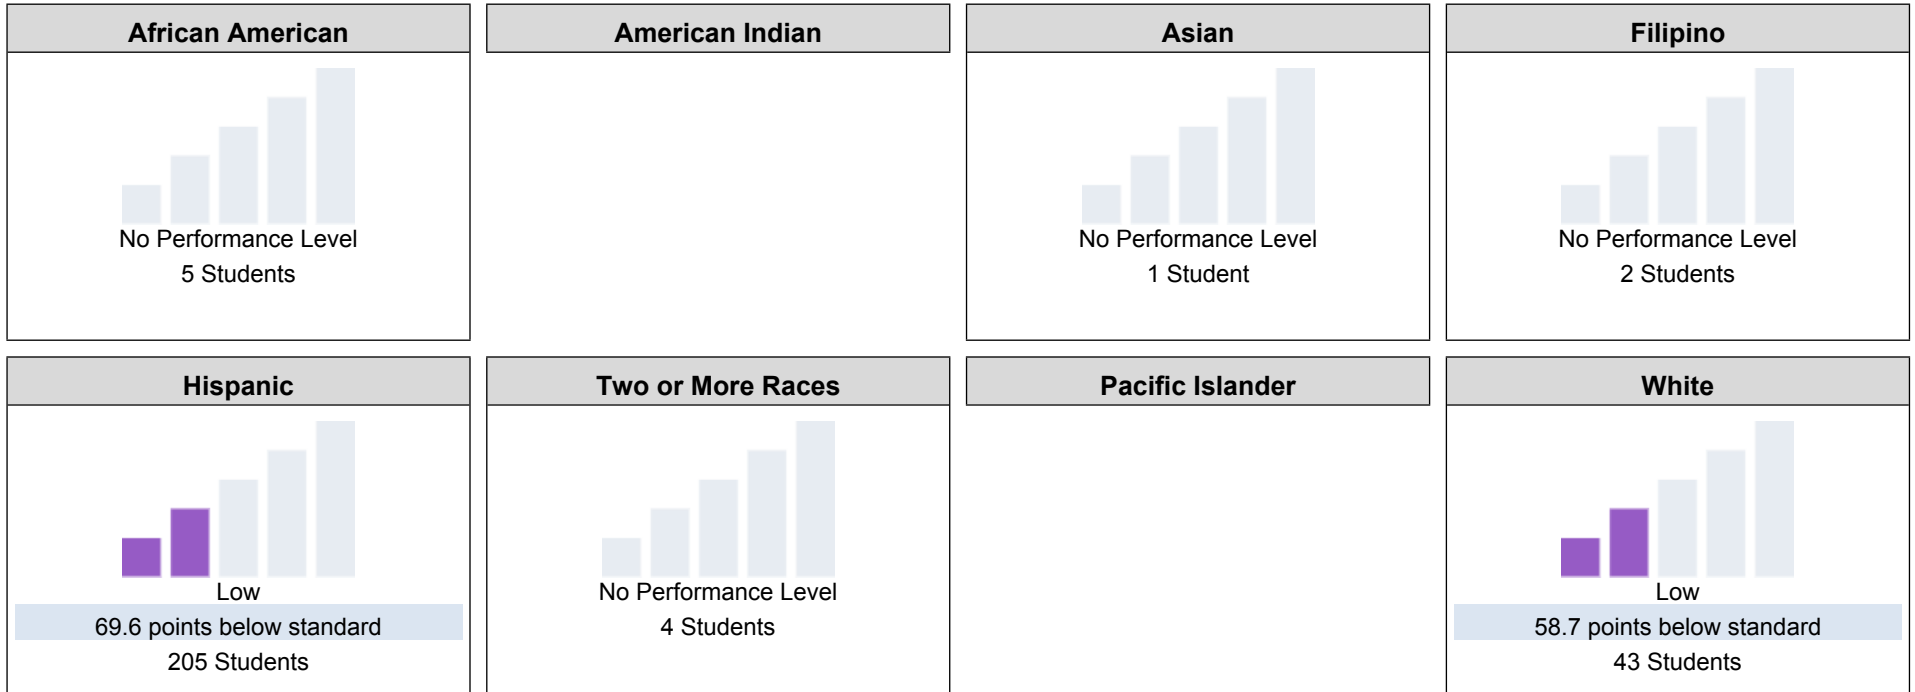 African American
No Performance Level
5 Students
American Indian
Asian
No Performance Level
1 Student
Filipino
No Performance Level
2 Students
Hispanic
Low
69.6 points below standard
205 Students
Two or More Races
No Performance Level
4 Students
Pacific Islander
White
Low
58.7 points below standard
43 Students